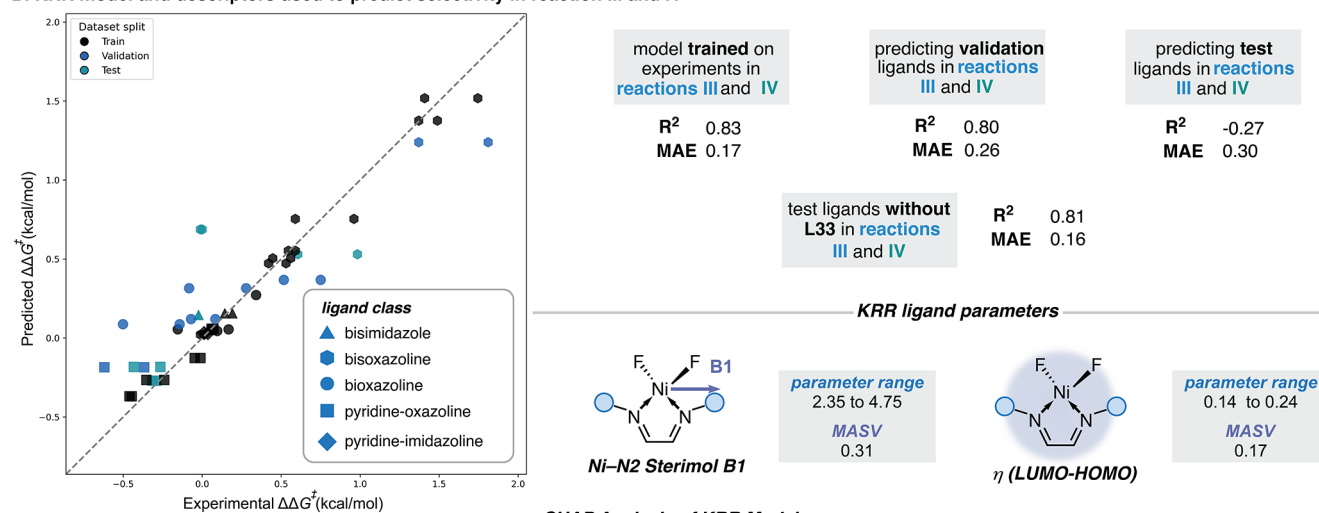 Dataset split
Train
Validation
Test
2.0
1.5
1.0
0.5
0.0
−0.5
Predicted ΔΔG‡(kcal/mol)
−0.5
0.0
0.5
1.0
1.5
2.0
Experimental ΔΔG‡(kcal/mol)
ligand class
bisimidazole
bisoxazoline
bioxazoline
pyridine-oxazoline
pyridine-imidazoline
model trained on
experiments in
reactions III and IV
R² 0.83
MAE 0.17
predicting validation
ligands in reactions
III and IV
R² 0.80
MAE 0.26
predicting test
ligands in reactions
III and IV
R² -0.27
MAE 0.30
test ligands without
L33 in reactions
III and IV
R² 0.81
MAE 0.16
KRR ligand parameters
F F
B1
Ni
N N
Ni–N2 Sterimol B1
parameter range
2.35 to 4.75
MASV
0.31
F F
Ni
N N
η (LUMO-HOMO)
parameter range
0.14 to 0.24
MASV
0.17